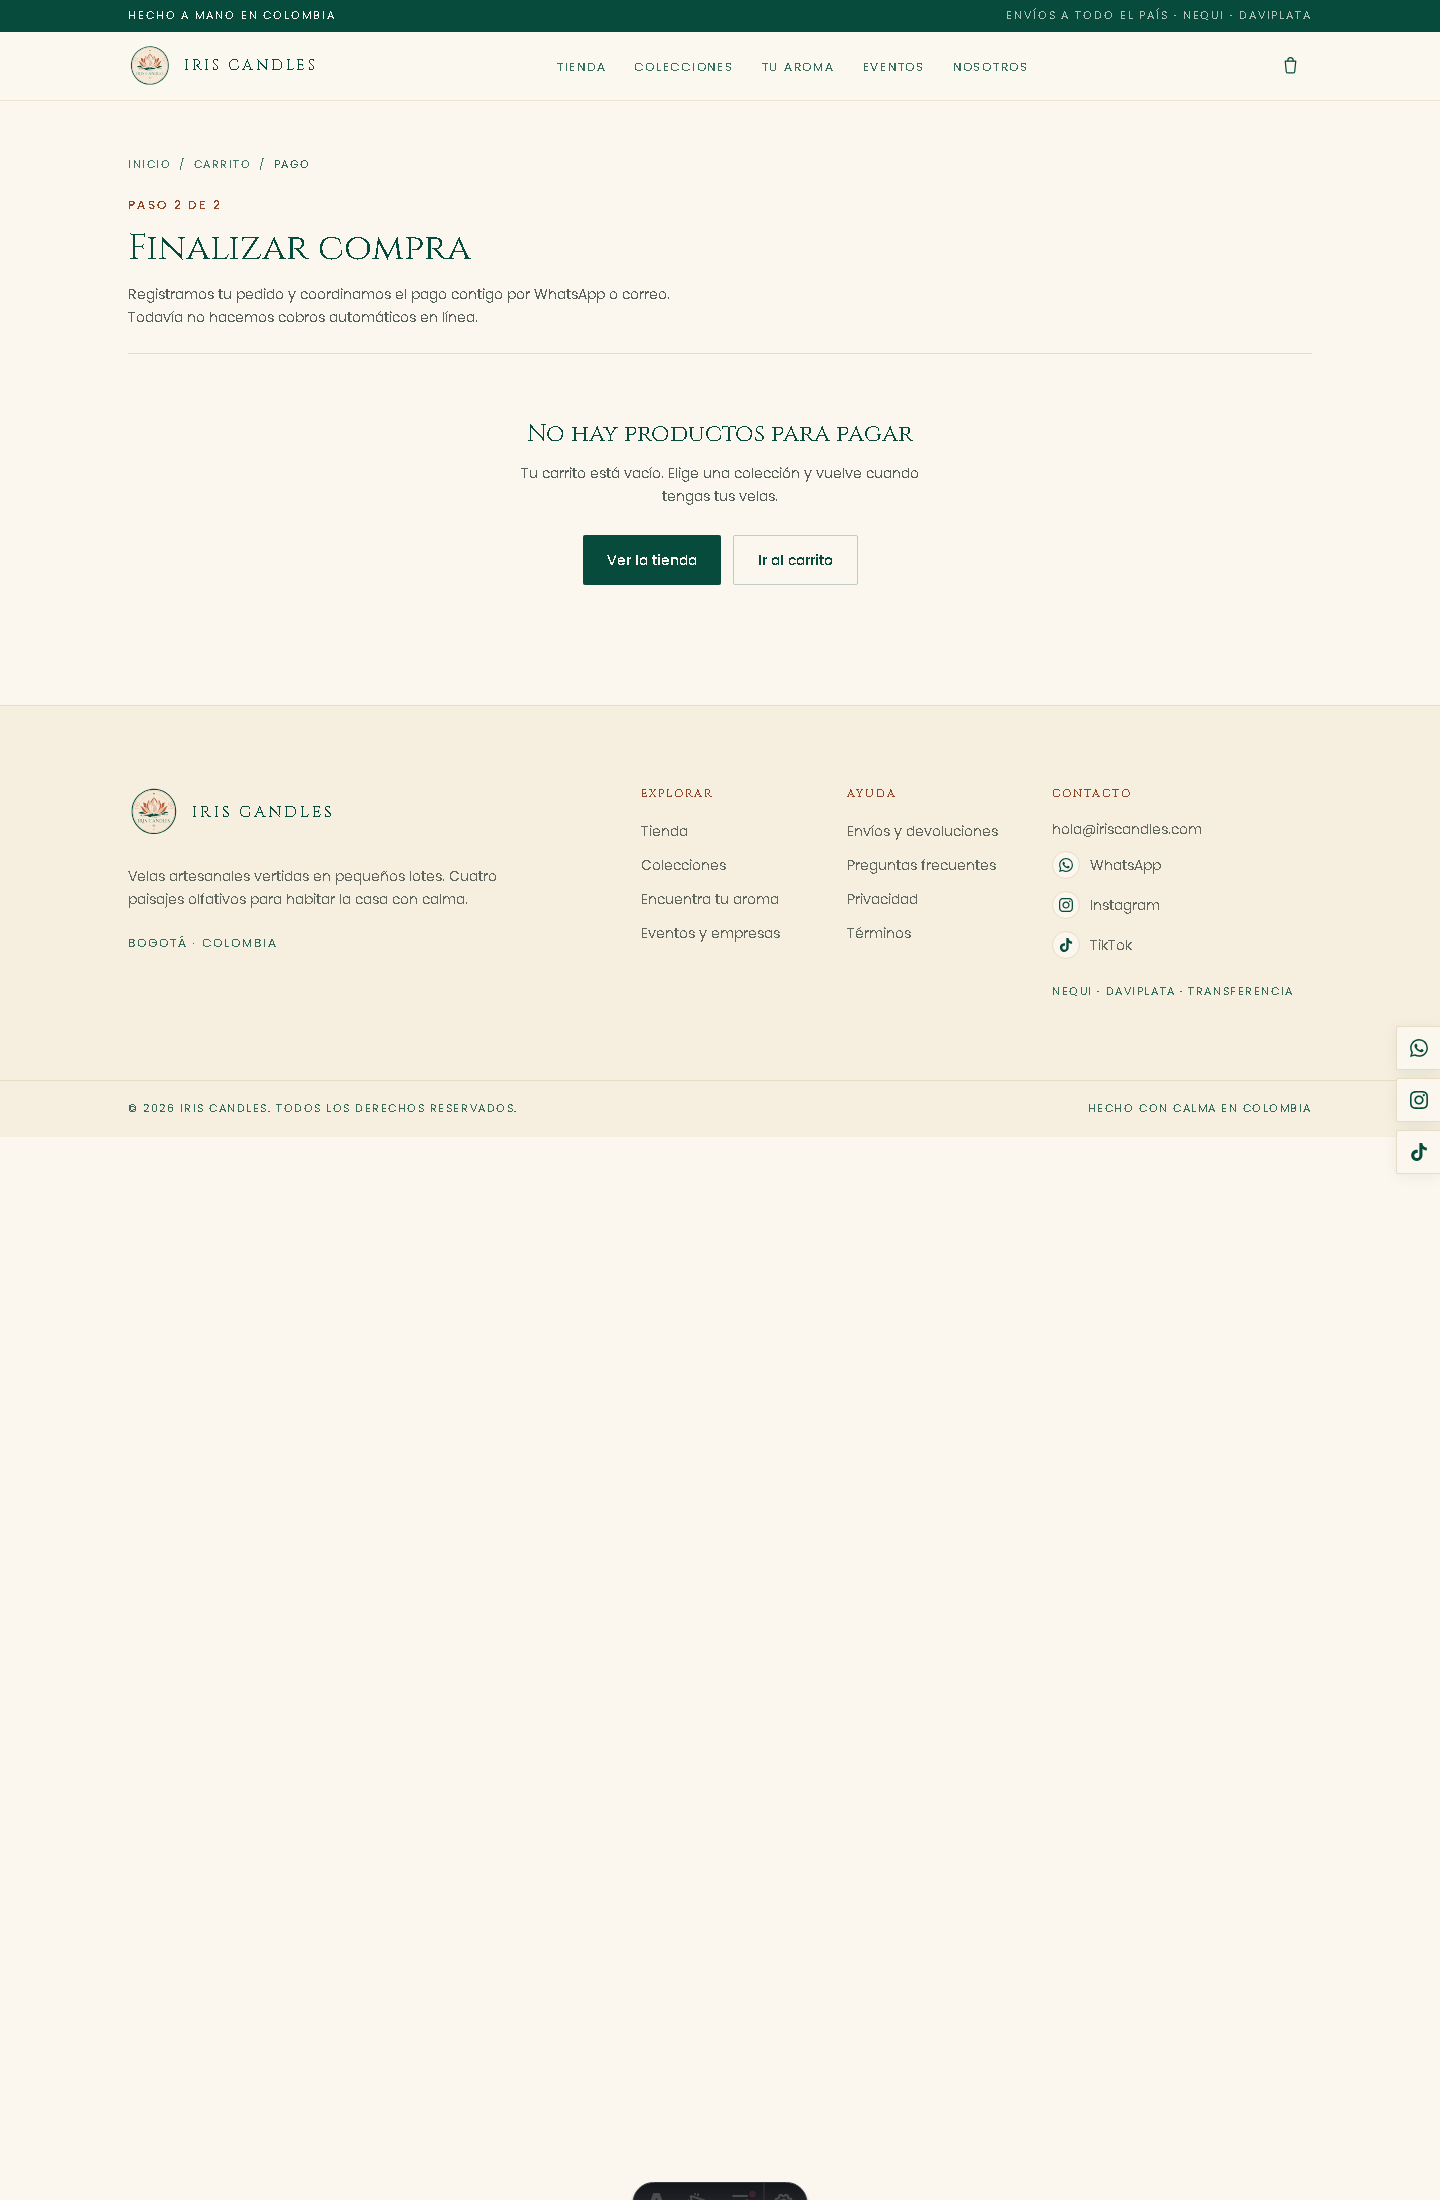 HECHO A MANO EN COLOMBIA
ENVÍOS A TODO EL PAÍS · NEQUI · DAVIPLATA
IRIS CANDLES
TIENDA
COLECCIONES
TU AROMA
EVENTOS
NOSOTROS
INICIO / CARRITO / PAGO
PASO 2 DE 2
Finalizar compra
Registramos tu pedido y coordinamos el pago contigo por WhatsApp o correo.
Todavía no hacemos cobros automáticos en línea.
No hay productos para pagar
Tu carrito está vacío. Elige una colección y vuelve cuando
tengas tus velas.
Ver la tienda
Ir al carrito
IRIS CANDLES
IRIS CANDLES
Velas artesanales vertidas en pequeños lotes. Cuatro
paisajes olfativos para habitar la casa con calma.
BOGOTÁ · COLOMBIA
EXPLORAR
Tienda
Colecciones
Encuentra tu aroma
Eventos y empresas
AYUDA
Envíos y devoluciones
Preguntas frecuentes
Privacidad
Términos
CONTACTO
hola@iriscandles.com
WhatsApp
Instagram
TikTok
NEQUI · DAVIPLATA · TRANSFERENCIA
© 2026 IRIS CANDLES. TODOS LOS DERECHOS RESERVADOS.
HECHO CON CALMA EN COLOMBIA